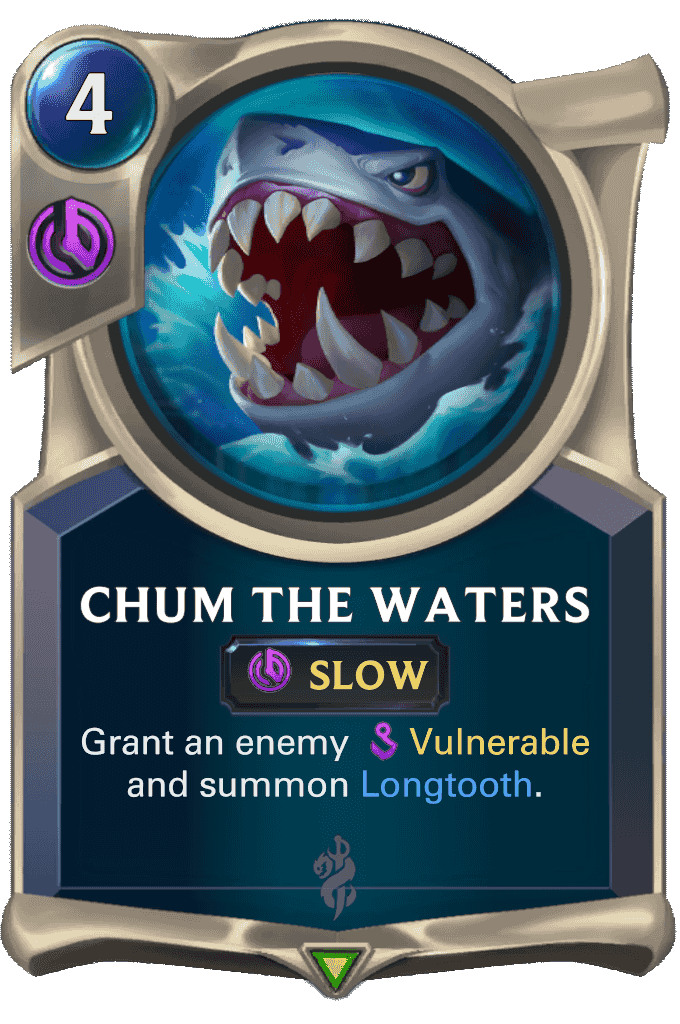 4
CHUM THE WATERS
SLOW
Grant an enemy Vulnerable
and summon Longtooth.